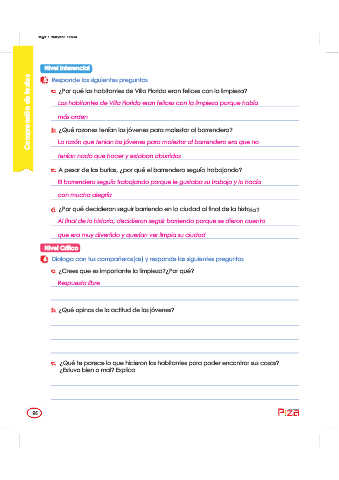 Comprensión de lectura
Nivel Inferencial
Responde las siguientes preguntas
a. ¿Por qué los habitantes de Villa Florida eran felices con la limpieza?
Los habitantes de Villa Florida eran felices con la limpieza porque había
más orden
b. ¿Qué razones tenían los jóvenes para molestar al barrendero?
La razón que tenían los jóvenes para molestar al barrendero era que no
tenían nada que hacer y estaban aburridos
c. A pesar de las burlas, ¿por qué el barrendero seguía trabajando?
El barrendero seguía trabajando porque le gustaba su trabajo y lo hacía
con mucha alegría
d. ¿Por qué decidieron seguir barriendo en la ciudad al final de la historia?
Al final de la historia, decidieron seguir barriendo porque se dieron cuenta
que era muy divertido y querían ver limpia su ciudad
Nivel Crítico
Dialoga con tus compañeros(as) y responde las siguientes preguntas
a. ¿Crees que es importante la limpieza?¿Por qué?
Respuesta libre
b. ¿Qué opinas de la actitud de los jóvenes?
c. ¿Qué te parece lo que hicieron los habitantes para poder encontrar sus cosas?
¿Estuvo bien o mal? Explica